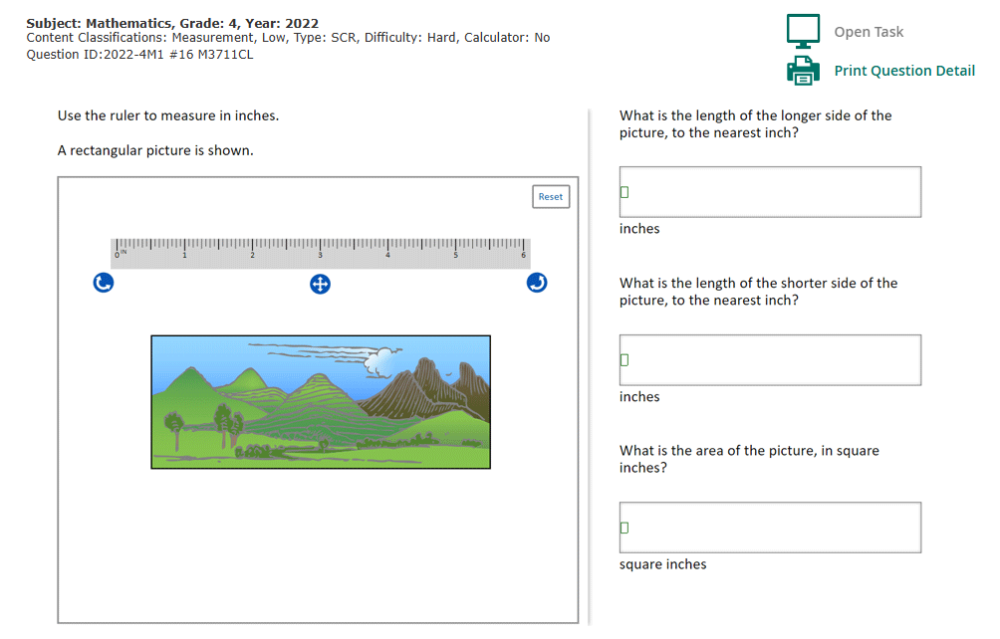 Subject: Mathematics, Grade: 4, Year: 2022
Content Classifications: Measurement, Low, Type: SCR, Difficulty: Hard, Calculator: No
Question ID:2022-4M1 #16 M3711CL
Open Task
Print Question Detail
Use the ruler to measure in inches.
A rectangular picture is shown.
Reset
0 IN 1 2 3 4 5 6
What is the length of the longer side of the
picture, to the nearest inch?
inches
What is the length of the shorter side of the
picture, to the nearest inch?
inches
What is the area of the picture, in square
inches?
square inches